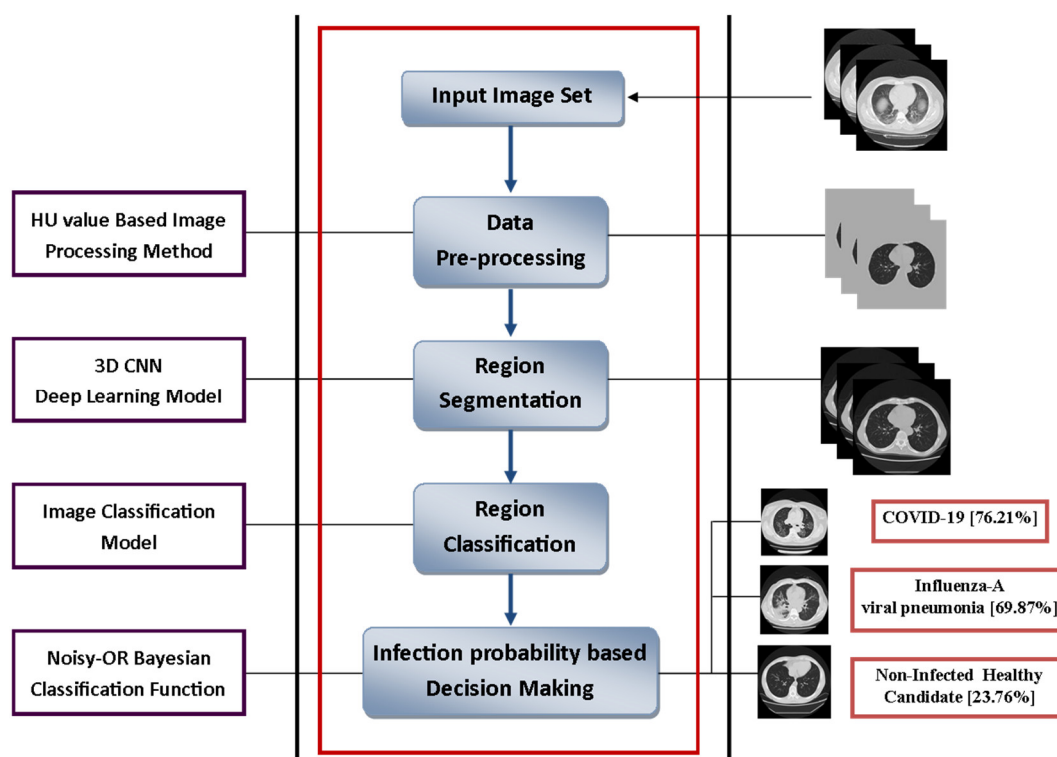 Input Image Set
HU value Based Image
Processing Method
Data
Pre-processing
3D CNN
Deep Learning Model
Region
Segmentation
Image Classification
Model
Region
Classification
COVID-19 [76.21%]
Influenza-A
viral pneumonia [69.87%]
Noisy-OR Bayesian
Classification Function
Infection probability based
Decision Making
Non-Infected Healthy
Candidate [23.76%]